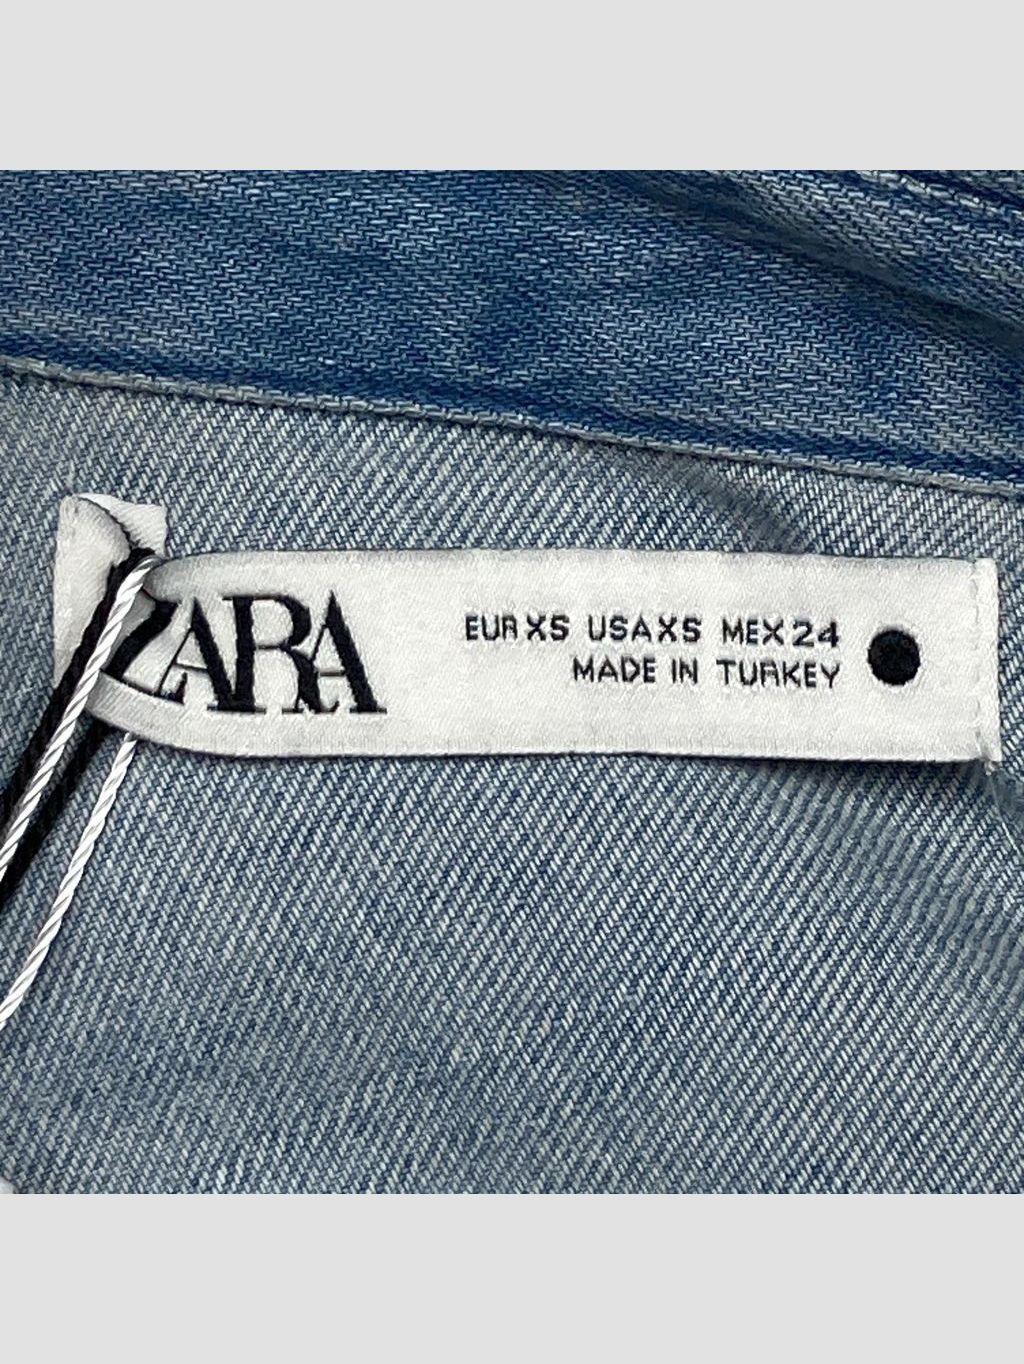 ZARA
EUR XS USA XS MEX 24
MADE IN TURKEY